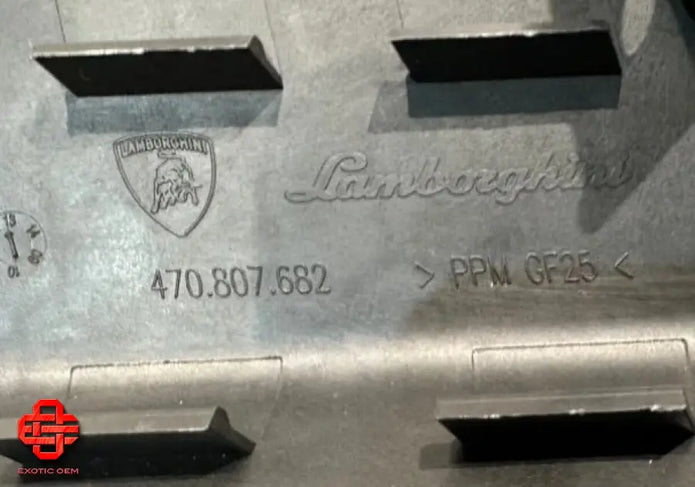 LAMBORGHINI
Lamborghini
470.807.682
> PPM GF25 <
EXOTIC OEM